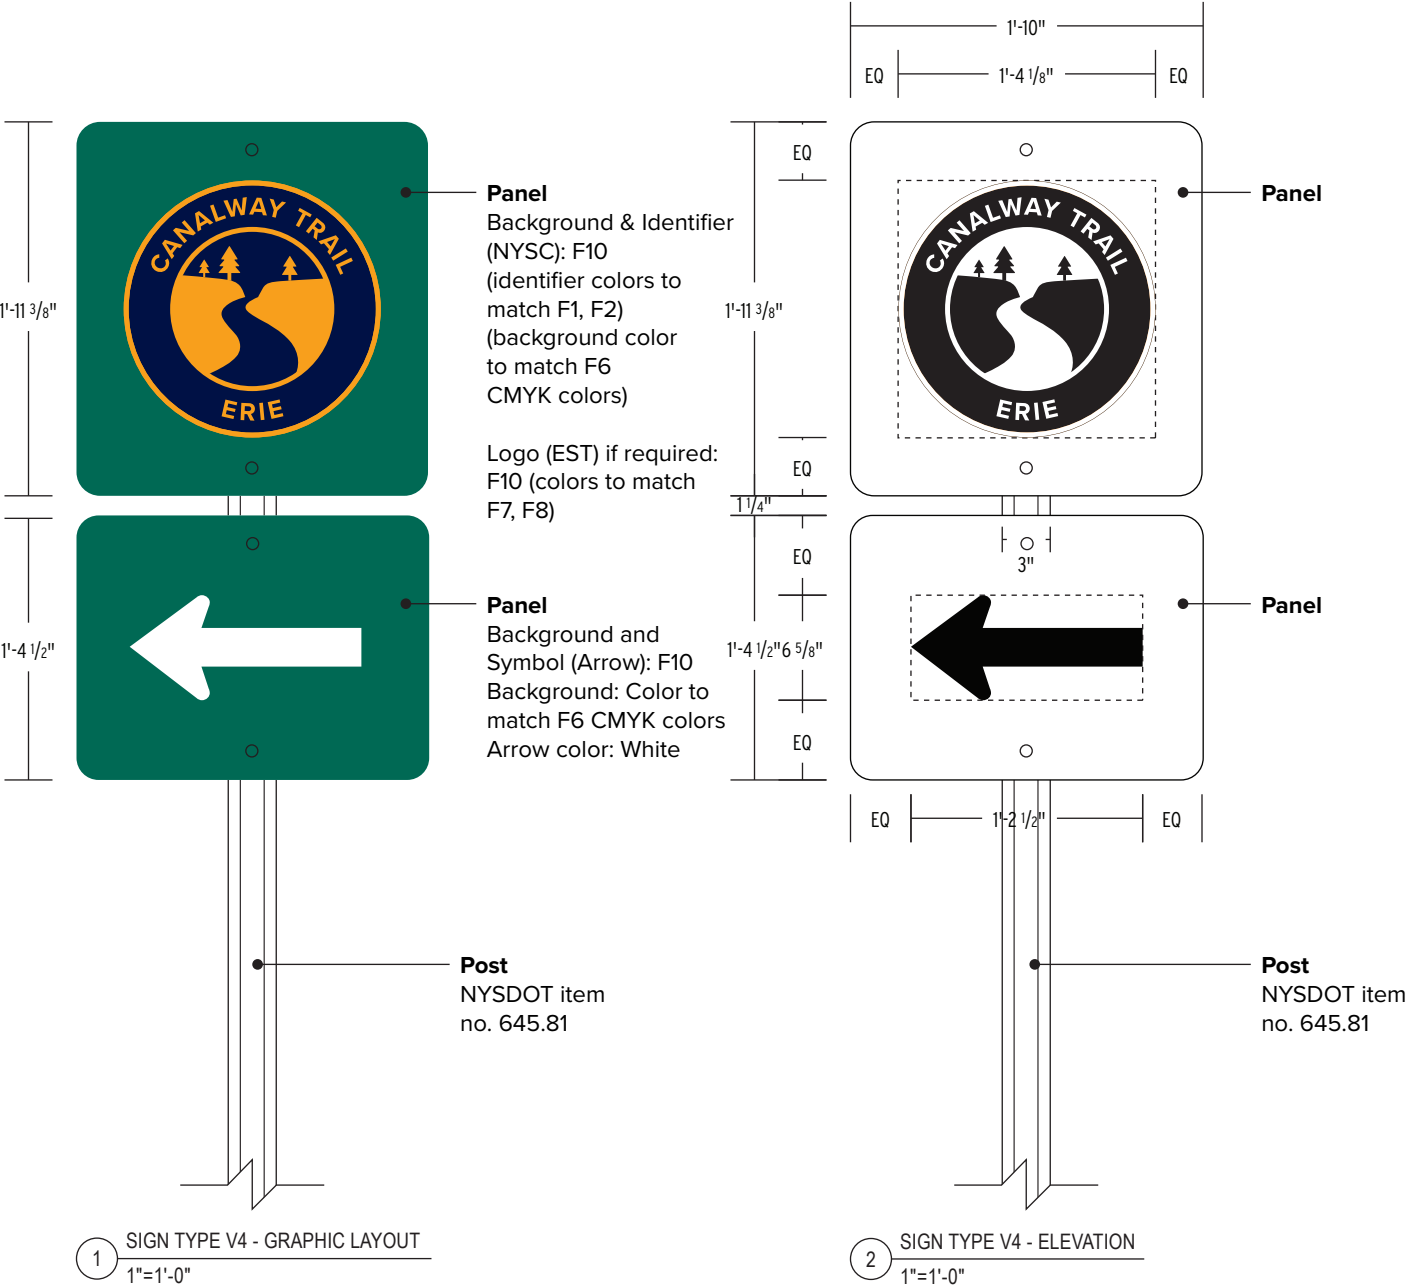 1'-10"
EQ
1'-4 1/8"
EQ
1'-11 3/8"
CANALWAY TRAIL
ERIE
Panel
Background & Identifier
(NYSC): F10
(identifier colors to
match F1, F2)
(background color
to match F6
CMYK colors)
Logo (EST) if required:
F10 (colors to match
F7, F8)
1'-11 3/8"
EQ
EQ
1 1/4"
CANALWAY TRAIL
ERIE
Panel
1'-4 1/2"
Panel
Background and
Symbol (Arrow): F10
Background: Color to
match F6 CMYK colors
Arrow color: White
EQ
1'-4 1/2"
6 5/8"
EQ
3"
Panel
EQ
1'-2 1/2"
EQ
Post
NYSDOT item
no. 645.81
Post
NYSDOT item
no. 645.81
1
SIGN TYPE V4 - GRAPHIC LAYOUT
1"=1'-0"
2
SIGN TYPE V4 - ELEVATION
1"=1'-0"